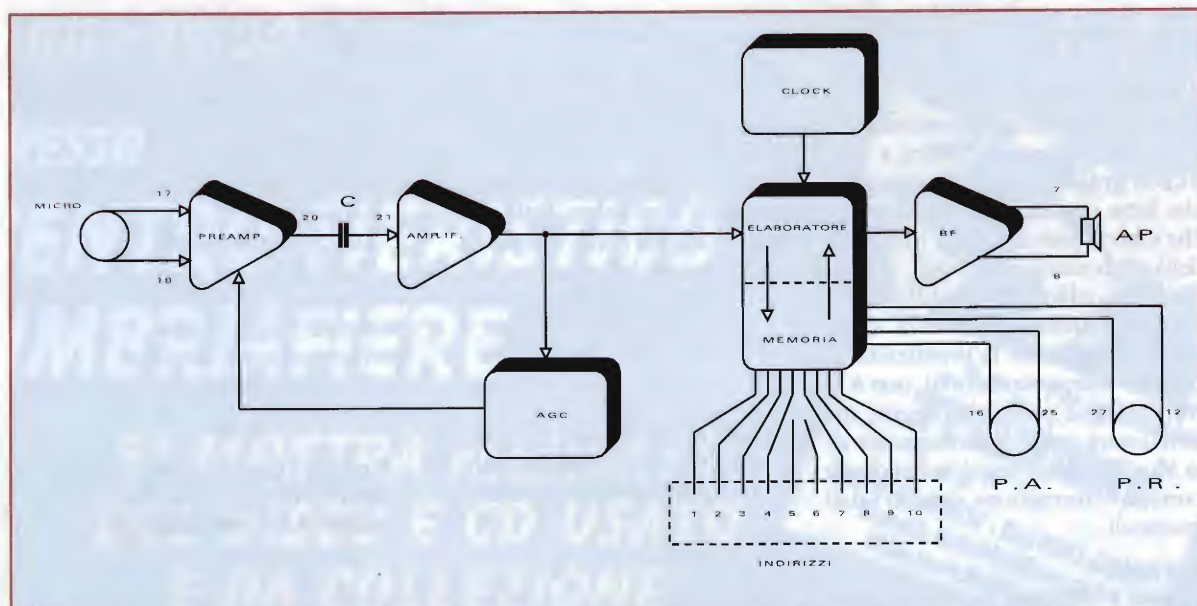 CLOCK
MICRO
17
18
PREAMP.
20
C
21
AMPLIF.
AGC
ELABORATORE
MEMORIA
BF
7
8
AP
16
25
27
12
P.A.
P.R.
1 2 3 4 5 6 7 8 9 10
INDIRIZZI